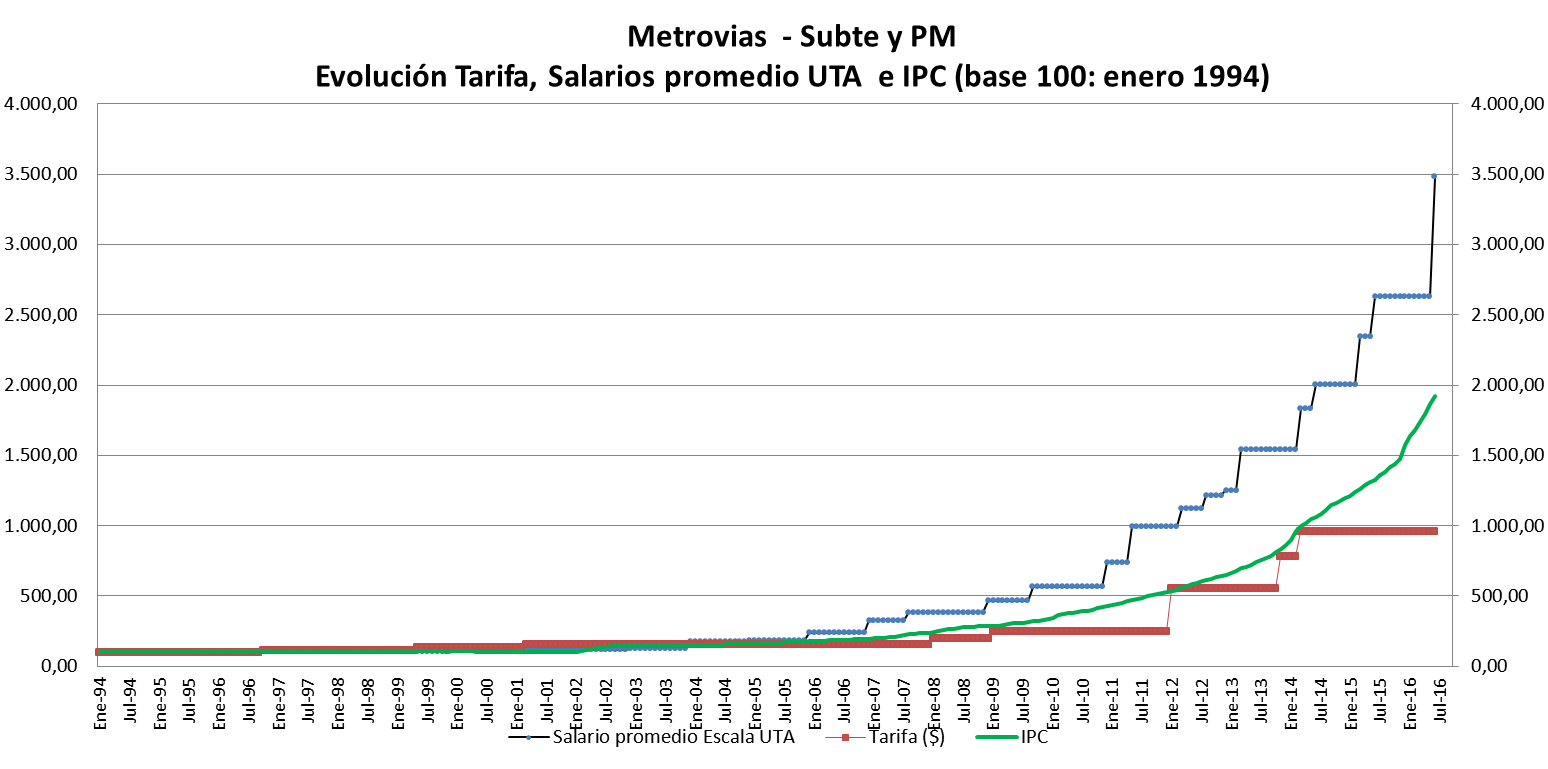 Metrovias - Subte y PM
Evolución Tarifa, Salarios promedio UTA e IPC (base 100: enero 1994)
4.000,00 4.000,00
3.500,00 3.500,00
3.000,00 3.000,00
2.500,00 2.500,00
2.000,00 2.000,00
1.500,00 1.500,00
1.000,00 1.000,00
500,00 500,00
0,00 0,00
Ene-94 Jul-94 Ene-95 Jul-95 Ene-96 Jul-96 Ene-97 Jul-97 Ene-98 Jul-98 Ene-99 Jul-99 Ene-00 Jul-00 Ene-01 Jul-01 Ene-02 Jul-02 Ene-03 Jul-03 Ene-04 Jul-04 Ene-05 Jul-05 Ene-06 Jul-06 Ene-07 Jul-07 Ene-08 Jul-08 Ene-09 Jul-09 Ene-10 Jul-10 Ene-11 Jul-11 Ene-12 Jul-12 Ene-13 Jul-13 Ene-14 Jul-14 Ene-15 Jul-15 Ene-16 Jul-16
Salario promedio Escala UTA Tarifa ($) IPC